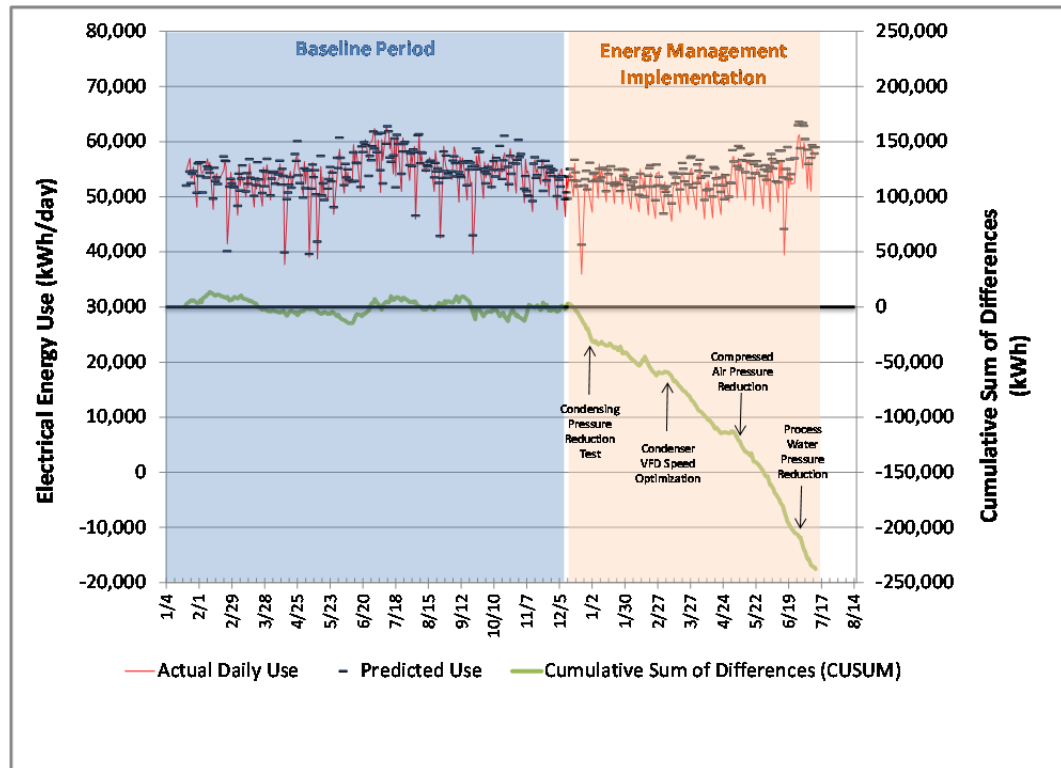 Baseline Period
Energy Management
Implementation
Electrical Energy Use (kWh/day)
80,000
70,000
60,000
50,000
40,000
30,000
20,000
10,000
0
-10,000
-20,000
250,000
200,000
150,000
100,000
50,000
0
-50,000
-100,000
-150,000
-200,000
-250,000
Cumulative Sum of Differences
(kWh)
Condensing
Pressure
Reduction
Test
Condenser
VFD Speed
Optimization
Compressed
Air Pressure
Reduction
Process
Water
Pressure
Reduction
1/4
2/1
2/29
3/28
4/25
5/23
6/20
7/18
8/15
9/12
10/10
11/7
12/5
1/2
1/30
2/27
3/27
4/24
5/22
6/19
7/17
8/14
Actual Daily Use
Predicted Use
Cumulative Sum of Differences (CUSUM)